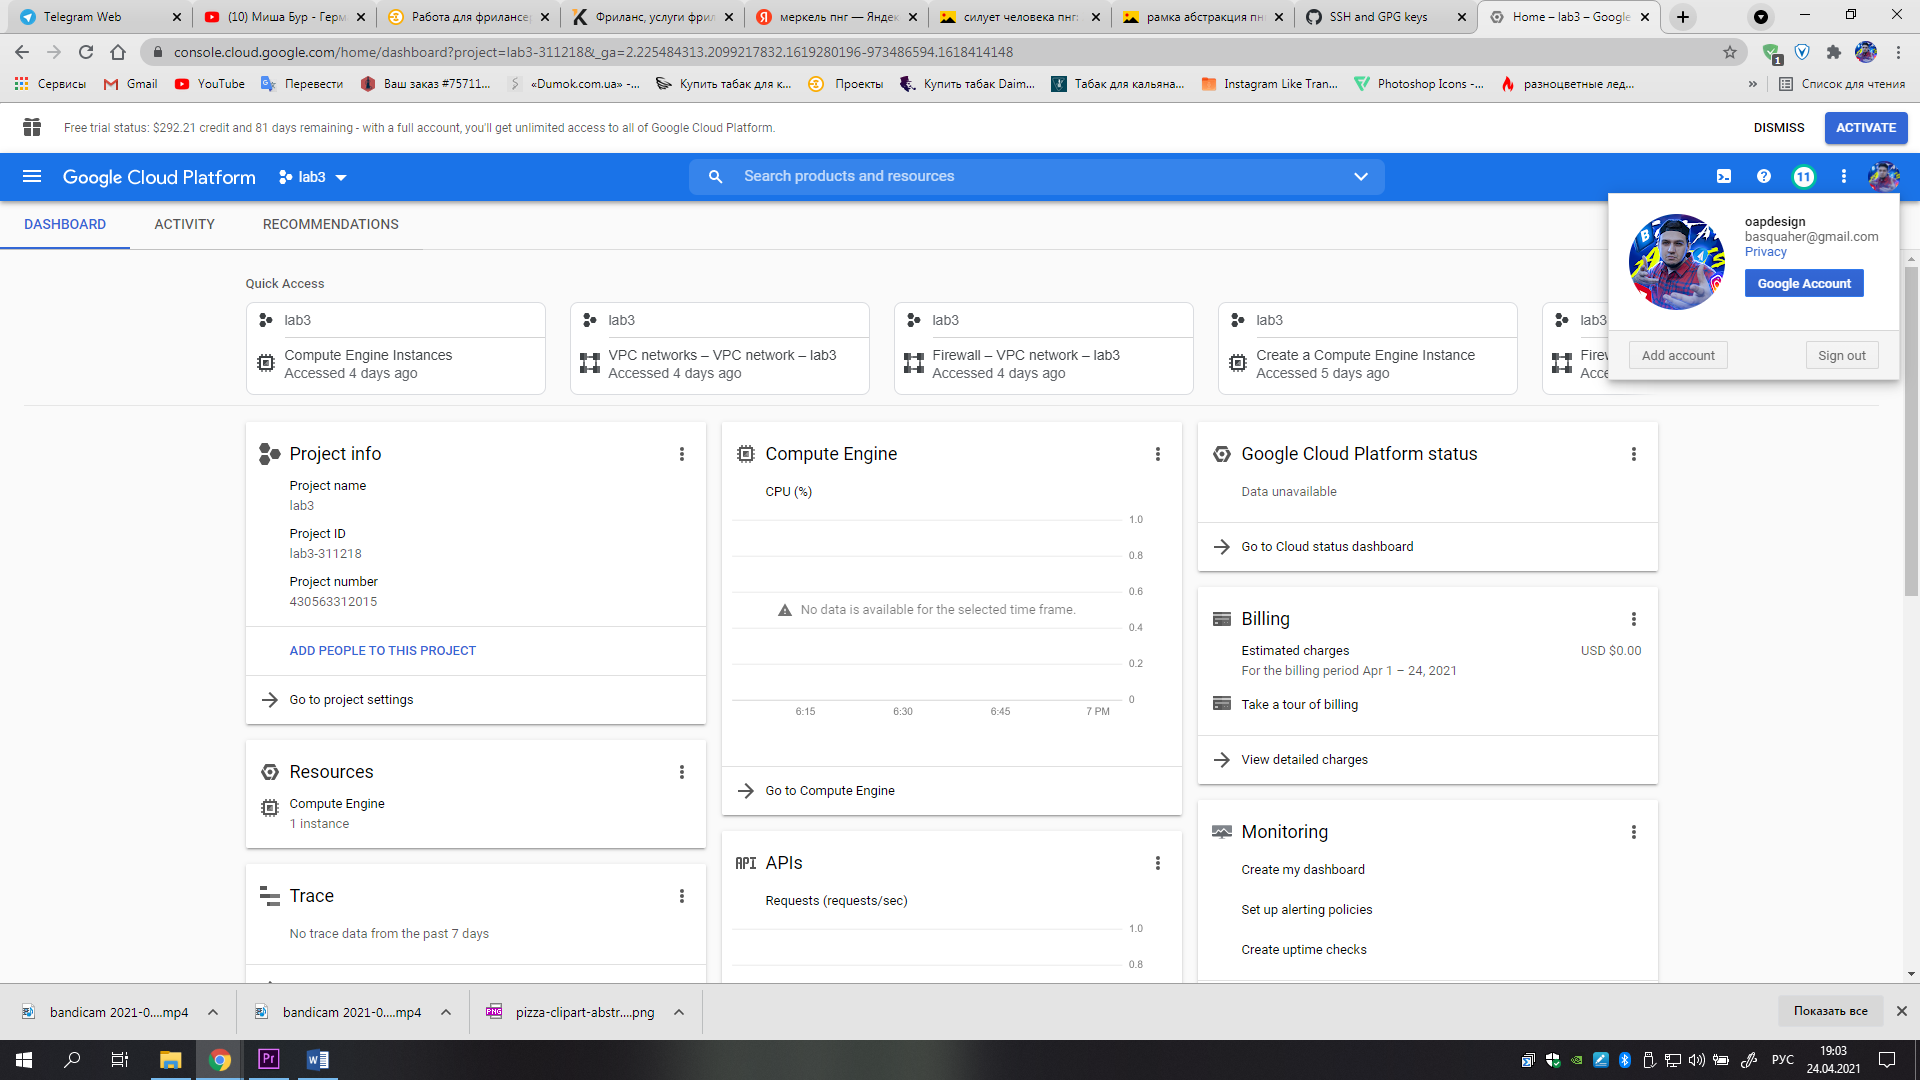 Telegram Web
(10) Миша Бур - Герм
Работа для фрилансер
Фриланс, услуги фрил
меркель пнг — Яндек
силует человека пнг:
рамка абстракция пн
SSH and GPG keys
Home – lab3 – Google
console.cloud.google.com/home/dashboard?project=lab3-311218&_ga=2.225484313.2099217832.1619280196-973486594.1618414148
1
Сервисы
Gmail
YouTube
Перевести
Ваш заказ #75711...
«Dumok.com.ua» -...
Купить табак для к...
Проекты
Купить табак Daim...
Табак для кальяна...
Instagram Like Tran...
Photoshop Icons -...
разноцветные лед...
»
Список для чтения
Free trial status: $292.21 credit and 81 days remaining - with a full account, you'll get unlimited access to all of Google Cloud Platform.
DISMISS
ACTIVATE
Google Cloud Platform
lab3
Search products and resources
11
DASHBOARD
ACTIVITY
RECOMMENDATIONS
oapdesign
basquaher@gmail.com
Privacy
Google Account
Add account
Sign out
Quick Access
lab3
Compute Engine Instances
Accessed 4 days ago
lab3
VPC networks – VPC network – lab3
Accessed 4 days ago
lab3
Firewall – VPC network – lab3
Accessed 4 days ago
lab3
Create a Compute Engine Instance
Accessed 5 days ago
lab3
Project info
Project name
lab3
Project ID
lab3-311218
Project number
430563312015
ADD PEOPLE TO THIS PROJECT
Go to project settings
Resources
Compute Engine
1 instance
Trace
No trace data from the past 7 days
Compute Engine
CPU (%)
1.0
0.8
0.6
No data is available for the selected time frame.
0.4
0.2
0
6:15
6:30
6:45
7 PM
Go to Compute Engine
API
APIs
Requests (requests/sec)
1.0
0.8
Google Cloud Platform status
Data unavailable
Go to Cloud status dashboard
Billing
Estimated charges
USD $0.00
For the billing period Apr 1 – 24, 2021
Take a tour of billing
View detailed charges
Monitoring
Create my dashboard
Set up alerting policies
Create uptime checks
bandicam 2021-0....mp4
bandicam 2021-0....mp4
PNG
pizza-clipart-abstr....png
Показать все
Pr
W
РУС
19:03
24.04.2021